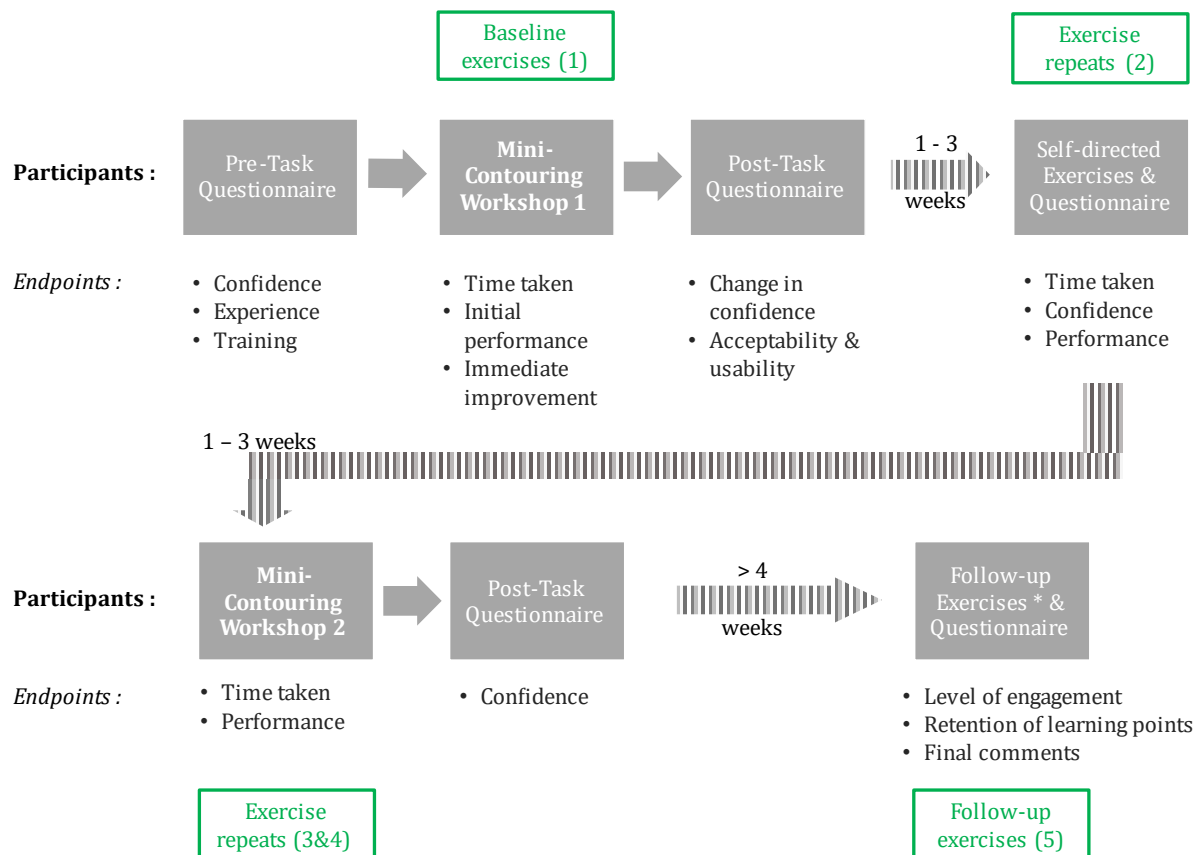 Baseline
exercises (1)
Exercise
repeats (2)
Participants :
Pre-Task
Questionnaire
Mini-
Contouring
Workshop 1
Post-Task
Questionnaire
1 - 3
weeks
Self-directed
Exercises &
Questionnaire
Endpoints :
• Confidence
• Experience
• Training
• Time taken
• Initial
performance
• Immediate
improvement
• Change in
confidence
• Acceptability &
usability
• Time taken
• Confidence
• Performance
1 – 3 weeks
Participants :
Mini-
Contouring
Workshop 2
Post-Task
Questionnaire
> 4
weeks
Follow-up
Exercises * &
Questionnaire
Endpoints :
• Time taken
• Performance
• Confidence
• Level of engagement
• Retention of learning points
• Final comments
Exercise
repeats (3&4)
Follow-up
exercises (5)